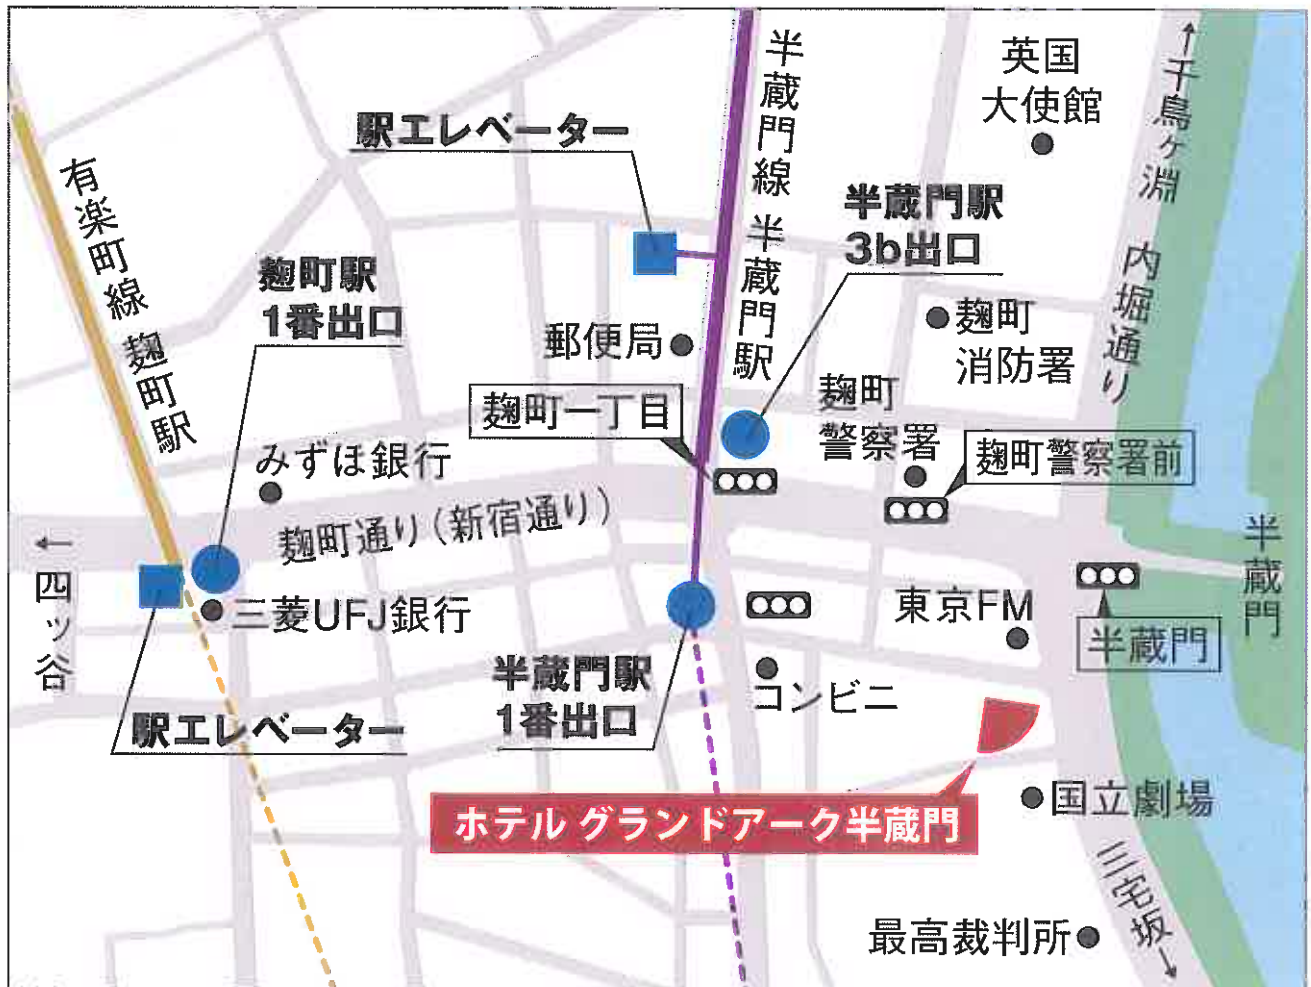 英国
大使館
↑千鳥ヶ淵
内堀通り
半蔵門線
半蔵門駅
駅エレベーター
半蔵門駅
3b出口
有楽町線
麹町駅
麹町駅
1番出口
郵便局
麹町
消防署
麹町一丁目
麹町
警察署
麹町警察署前
みずほ銀行
麹町通り(新宿通り)
半蔵門
←四ッ谷
三菱UFJ銀行
東京FM
半蔵門
半蔵門駅
1番出口
コンビニ
駅エレベーター
ホテル グランドアーク半蔵門
国立劇場
三宅坂→
最高裁判所